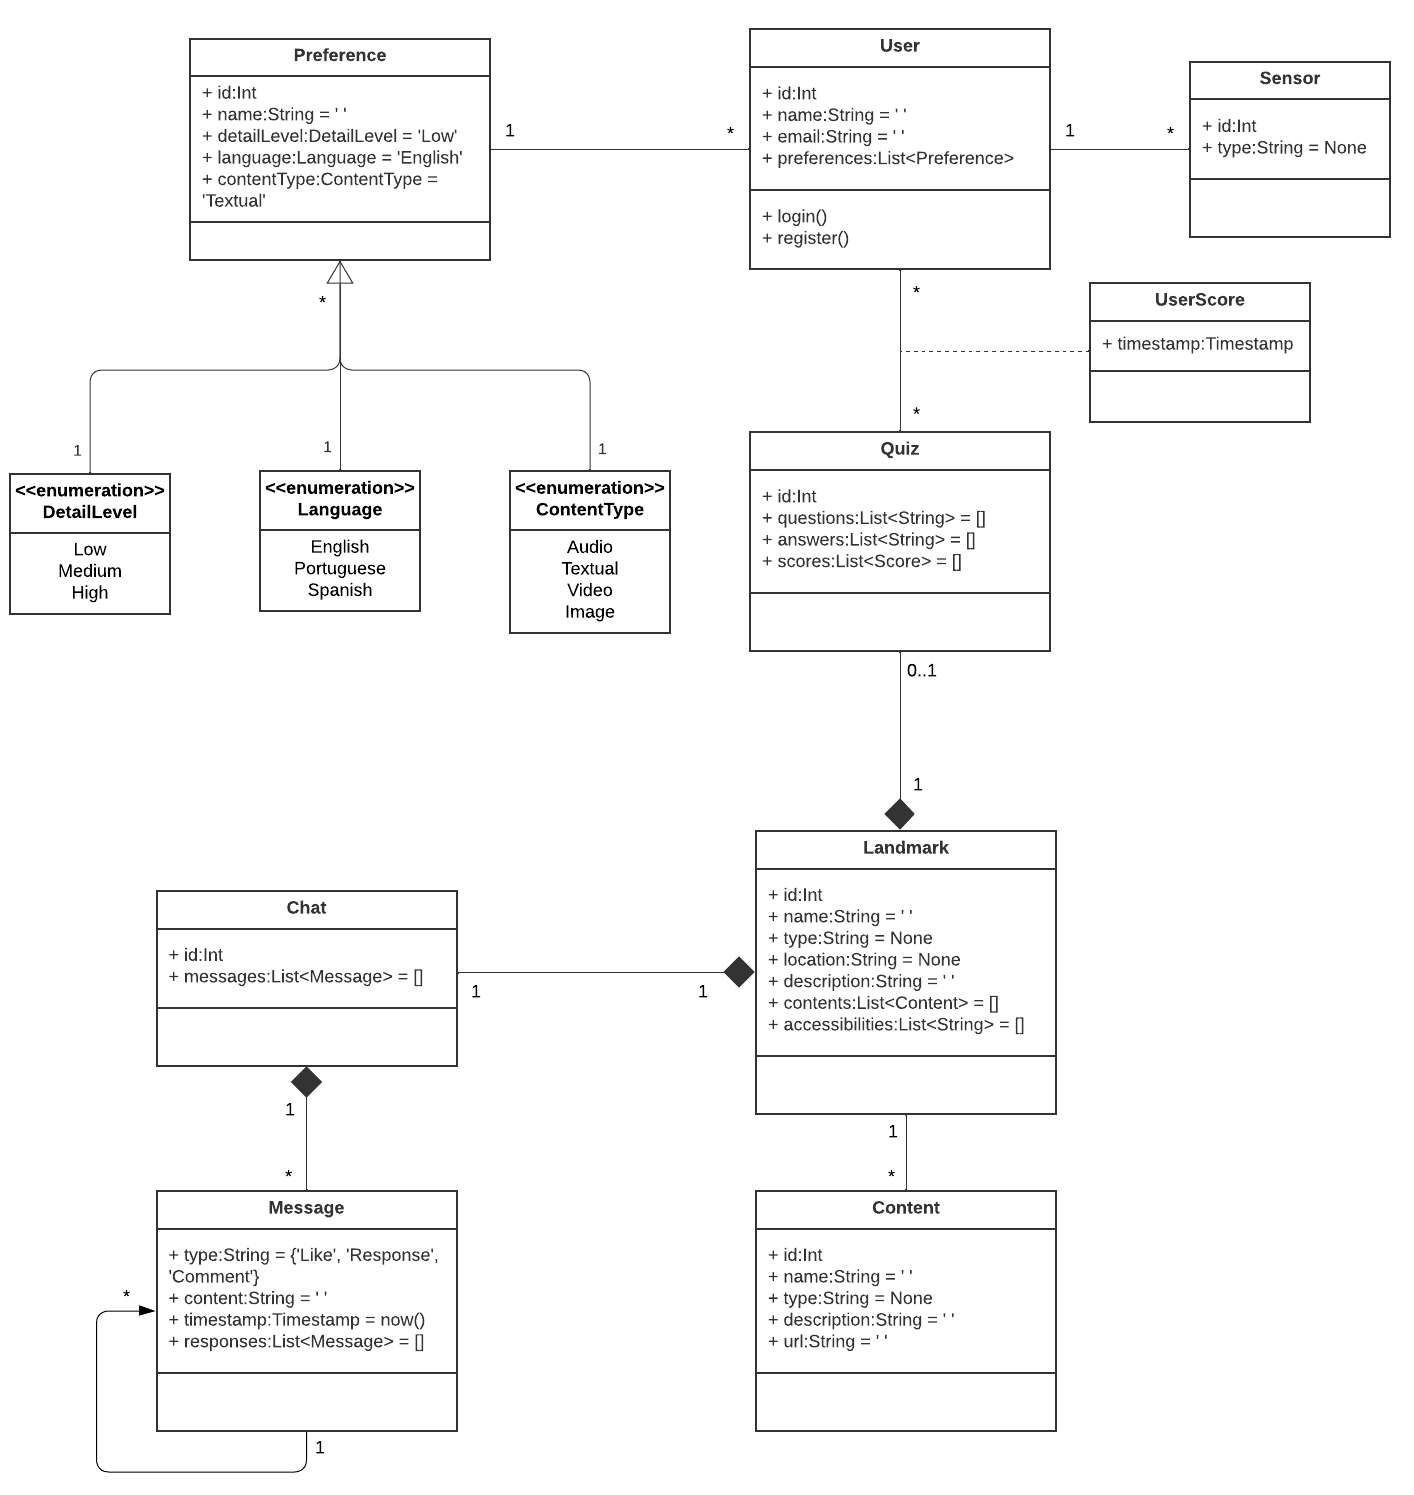 Preference
+ id:Int
+ name:String = ' '
+ detailLevel:DetailLevel = 'Low'
+ language:Language = 'English'
+ contentType:ContentType =
'Textual'
1
*
User
+ id:Int
+ name:String = ' '
+ email:String = ' '
+ preferences:List<Preference>
+ login()
+ register()
1
*
Sensor
+ id:Int
+ type:String = None
*
*
UserScore
+ timestamp:Timestamp
*
1
1
1
<<enumeration>>
DetailLevel
Low
Medium
High
<<enumeration>>
Language
English
Portuguese
Spanish
<<enumeration>>
ContentType
Audio
Textual
Video
Image
Quiz
+ id:Int
+ questions:List<String> = []
+ answers:List<String> = []
+ scores:List<Score> = []
0..1
1
Landmark
+ id:Int
+ name:String = ' '
+ type:String = None
+ location:String = None
+ description:String = ' '
+ contents:List<Content> = []
+ accessibilities:List<String> = []
Chat
+ id:Int
+ messages:List<Message> = []
1
1
1
*
1
*
Message
+ type:String = {'Like', 'Response',
'Comment'}
+ content:String = ' '
+ timestamp:Timestamp = now()
+ responses:List<Message> = []
*
1
Content
+ id:Int
+ name:String = ' '
+ type:String = None
+ description:String = ' '
+ url:String = ' '